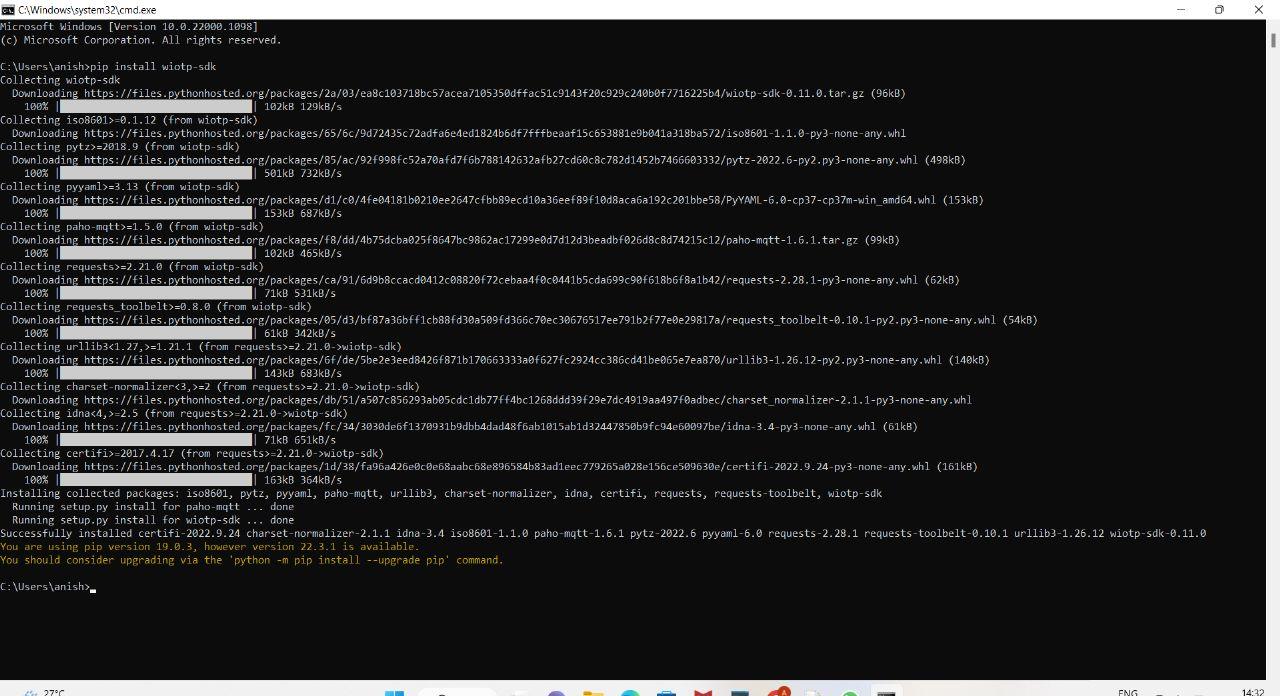 C:\Windows\system32\cmd.exe
Microsoft Windows [Version 10.0.22000.1098]
(c) Microsoft Corporation. All rights reserved.
C:\Users\anish>pip install wiotp-sdk
Collecting wiotp-sdk
Downloading https://files.pythonhosted.org/packages/2a/03/ea8c103718bc57acea7105350dffac51c9143f20c929c240b0f7716225b4/wiotp-sdk-0.11.0.tar.gz (96kB)
100% | | 102kB 129kB/s
Collecting iso8601>=0.1.12 (from wiotp-sdk)
Downloading https://files.pythonhosted.org/packages/65/6c/9d72435c72adfa6e4ed1824b6df7fffbeaaf15c653881e9b041a318ba572/iso8601-1.1.0-py3-none-any.whl
Collecting pytz>=2018.9 (from wiotp-sdk)
Downloading https://files.pythonhosted.org/packages/85/ac/92f998fc52a70afd7f6b788142632afb27cd60c8c782d1452b7466603332/pytz-2022.6-py2.py3-none-any.whl (498kB)
100% | | 501kB 732kB/s
Collecting pyyaml>=3.13 (from wiotp-sdk)
Downloading https://files.pythonhosted.org/packages/d1/c0/4fe04181b0210ee2647cfbb89ecd10a36eef89f10d8aca6a192c201bbe58/PyYAML-6.0-cp37-cp37m-win_amd64.whl (153kB)
100% | | 153kB 687kB/s
Collecting paho-mqtt>=1.5.0 (from wiotp-sdk)
Downloading https://files.pythonhosted.org/packages/f8/dd/4b75dcba025f8647bc9862ac17299e0d7d12d3beadbf026d8c8d74215c12/paho-mqtt-1.6.1.tar.gz (99kB)
100% | | 102kB 465kB/s
Collecting requests>=2.21.0 (from wiotp-sdk)
Downloading https://files.pythonhosted.org/packages/ca/91/6d9b8ccacd0412c08820f72cebaa4f0c0441b5cda699c90f618b6f8a1b42/requests-2.28.1-py3-none-any.whl (62kB)
100% | | 71kB 531kB/s
Collecting requests_toolbelt>=0.8.0 (from wiotp-sdk)
Downloading https://files.pythonhosted.org/packages/05/d3/bf87a36bff1cb88fd30a509fd366c70ec30676517ee791b2f77e0e29817a/requests_toolbelt-0.10.1-py2.py3-none-any.whl (54kB)
100% | | 61kB 342kB/s
Collecting urllib3<1.27,>=1.21.1 (from requests>=2.21.0->wiotp-sdk)
Downloading https://files.pythonhosted.org/packages/6f/de/5be2e3eed8426f871b170663333a0f627fc2924cc386cd41be065e7ea870/urllib3-1.26.12-py2.py3-none-any.whl (140kB)
100% | | 143kB 683kB/s
Collecting charset-normalizer<3,>=2 (from requests>=2.21.0->wiotp-sdk)
Downloading https://files.pythonhosted.org/packages/db/51/a507c856293ab05cdc1db77ff4bc1268ddd39f29e7dc4919aa497f0adbec/charset_normalizer-2.1.1-py3-none-any.whl
Collecting idna<4,>=2.5 (from requests>=2.21.0->wiotp-sdk)
Downloading https://files.pythonhosted.org/packages/fc/34/3030de6f1370931b9dbb4dad48f6ab1015ab1d32447850b9fc94e60097be/idna-3.4-py3-none-any.whl (61kB)
100% | | 71kB 651kB/s
Collecting certifi>=2017.4.17 (from requests>=2.21.0->wiotp-sdk)
Downloading https://files.pythonhosted.org/packages/1d/38/fa96a426e0c0e68aabc68e896584b83ad1eec779265a028e156ce509630e/certifi-2022.9.24-py3-none-any.whl (161kB)
100% | | 163kB 364kB/s
Installing collected packages: iso8601, pytz, pyyaml, paho-mqtt, urllib3, charset-normalizer, idna, certifi, requests, requests-toolbelt, wiotp-sdk
Running setup.py install for paho-mqtt ... done
Running setup.py install for wiotp-sdk ... done
Successfully installed certifi-2022.9.24 charset-normalizer-2.1.1 idna-3.4 iso8601-1.1.0 paho-mqtt-1.6.1 pytz-2022.6 pyyaml-6.0 requests-2.28.1 requests-toolbelt-0.10.1 urllib3-1.26.12 wiotp-sdk-0.11.0
You are using pip version 19.0.3, however version 22.3.1 is available.
You should consider upgrading via the 'python -m pip install --upgrade pip' command.
C:\Users\anish>
27°C
ENG
14:32